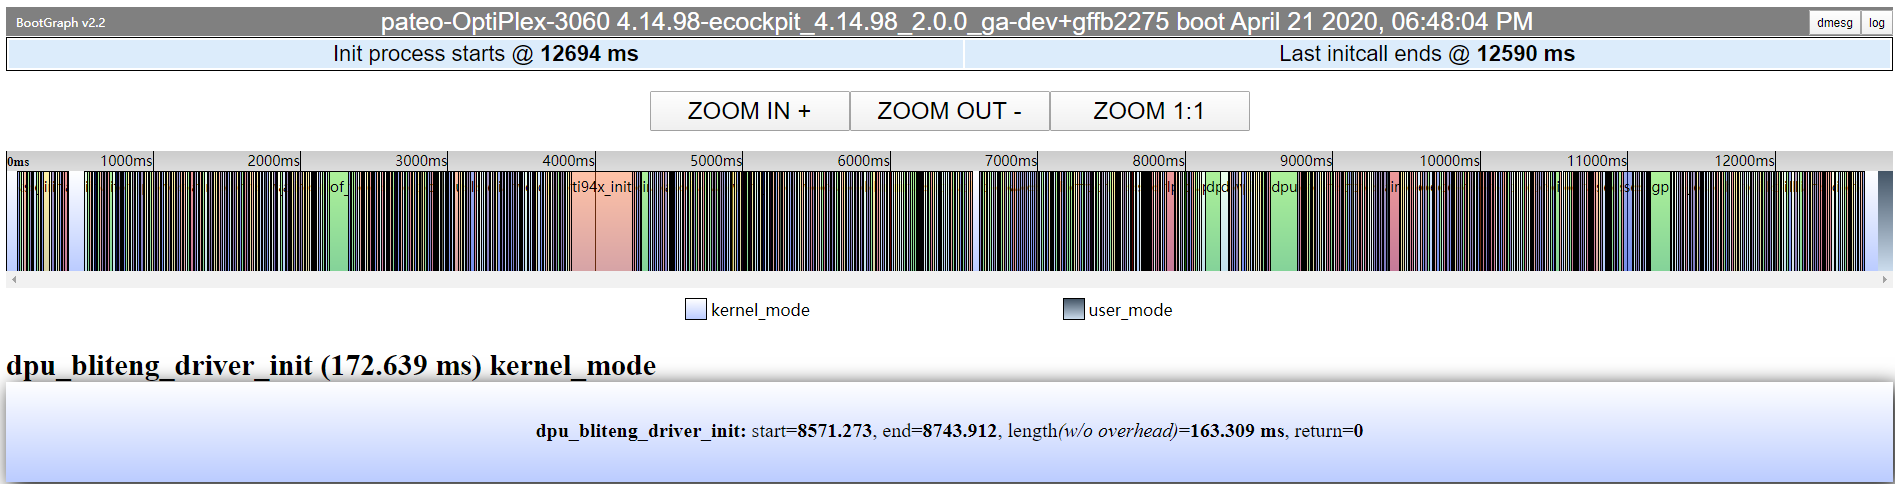 BootGraph v2.2
pateo-OptiPlex-3060 4.14.98-ecockpit_4.14.98_2.0.0_ga-dev+gffb2275 boot April 21 2020, 06:48:04 PM
dmesg log
Init process starts @ 12694 ms
Last initcall ends @ 12590 ms
ZOOM IN +
ZOOM OUT -
ZOOM 1:1
0ms 1000ms 2000ms 3000ms 4000ms 5000ms 6000ms 7000ms 8000ms 9000ms 10000ms 11000ms 12000ms
of_ ti94x_init dpu gp
kernel_mode
user_mode
dpu_bliteng_driver_init (172.639 ms) kernel_mode
dpu_bliteng_driver_init: start=8571.273, end=8743.912, length(w/o overhead)=163.309 ms, return=0